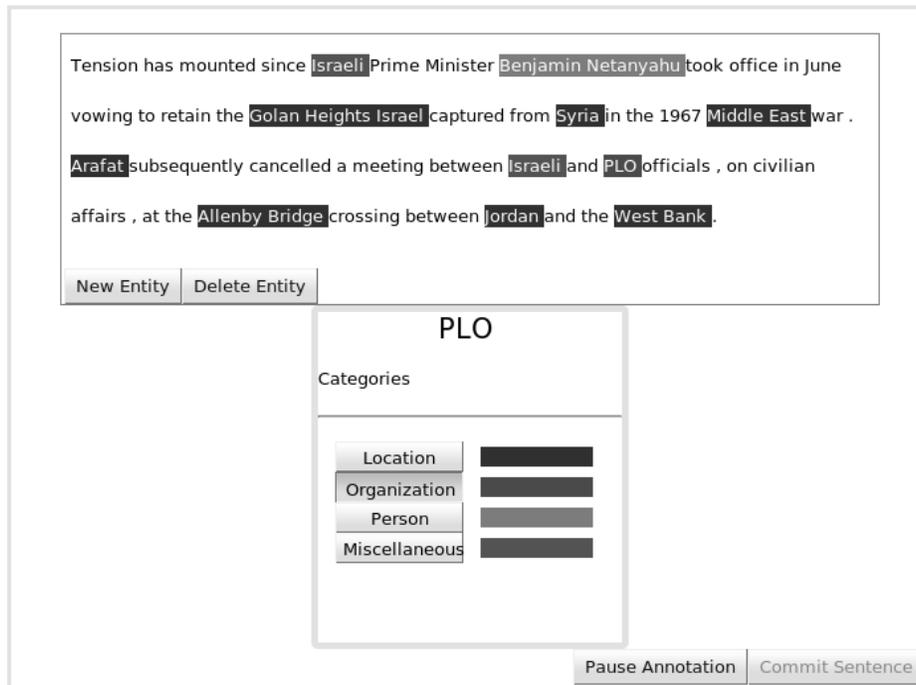 Tension has mounted since Israeli Prime Minister Benjamin Netanyahu took office in June
vowing to retain the Golan Heights Israel captured from Syria in the 1967 Middle East war .
Arafat subsequently cancelled a meeting between Israeli and PLO officials , on civilian
affairs , at the Allenby Bridge crossing between Jordan and the West Bank .
New Entity Delete Entity
PLO
Categories
Location
Organization
Person
Miscellaneous
Pause Annotation Commit Sentence